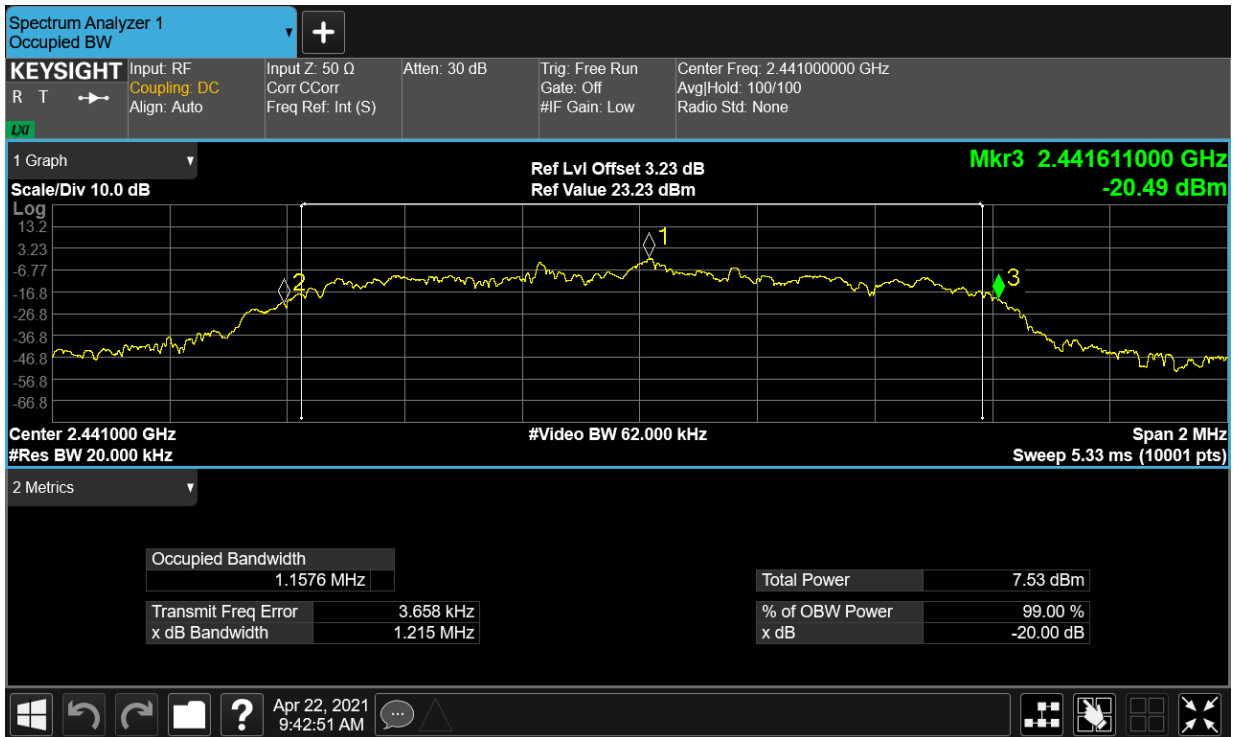 Spectrum Analyzer 1
Occupied BW
+
KEYSIGHT
R T
LXI
Input: RF
Coupling: DC
Align: Auto
Input Z: 50 Ω
Corr CCorr
Freq Ref: Int (S)
Atten: 30 dB
Trig: Free Run
Gate: Off
#IF Gain: Low
Center Freq: 2.441000000 GHz
Avg|Hold: 100/100
Radio Std: None
1 Graph
Scale/Div 10.0 dB
Ref Lvl Offset 3.23 dB
Ref Value 23.23 dBm
Mkr3 2.441611000 GHz
-20.49 dBm
Log
13.2
3.23
-6.77
-16.8
-26.8
-36.8
-46.8
-56.8
-66.8
2
1
3
Center 2.441000 GHz
#Res BW 20.000 kHz
#Video BW 62.000 kHz
Span 2 MHz
Sweep 5.33 ms (10001 pts)
2 Metrics
Occupied Bandwidth
1.1576 MHz
Transmit Freq Error 3.658 kHz
x dB Bandwidth 1.215 MHz
Total Power 7.53 dBm
% of OBW Power 99.00 %
x dB -20.00 dB
?
Apr 22, 2021
9:42:51 AM